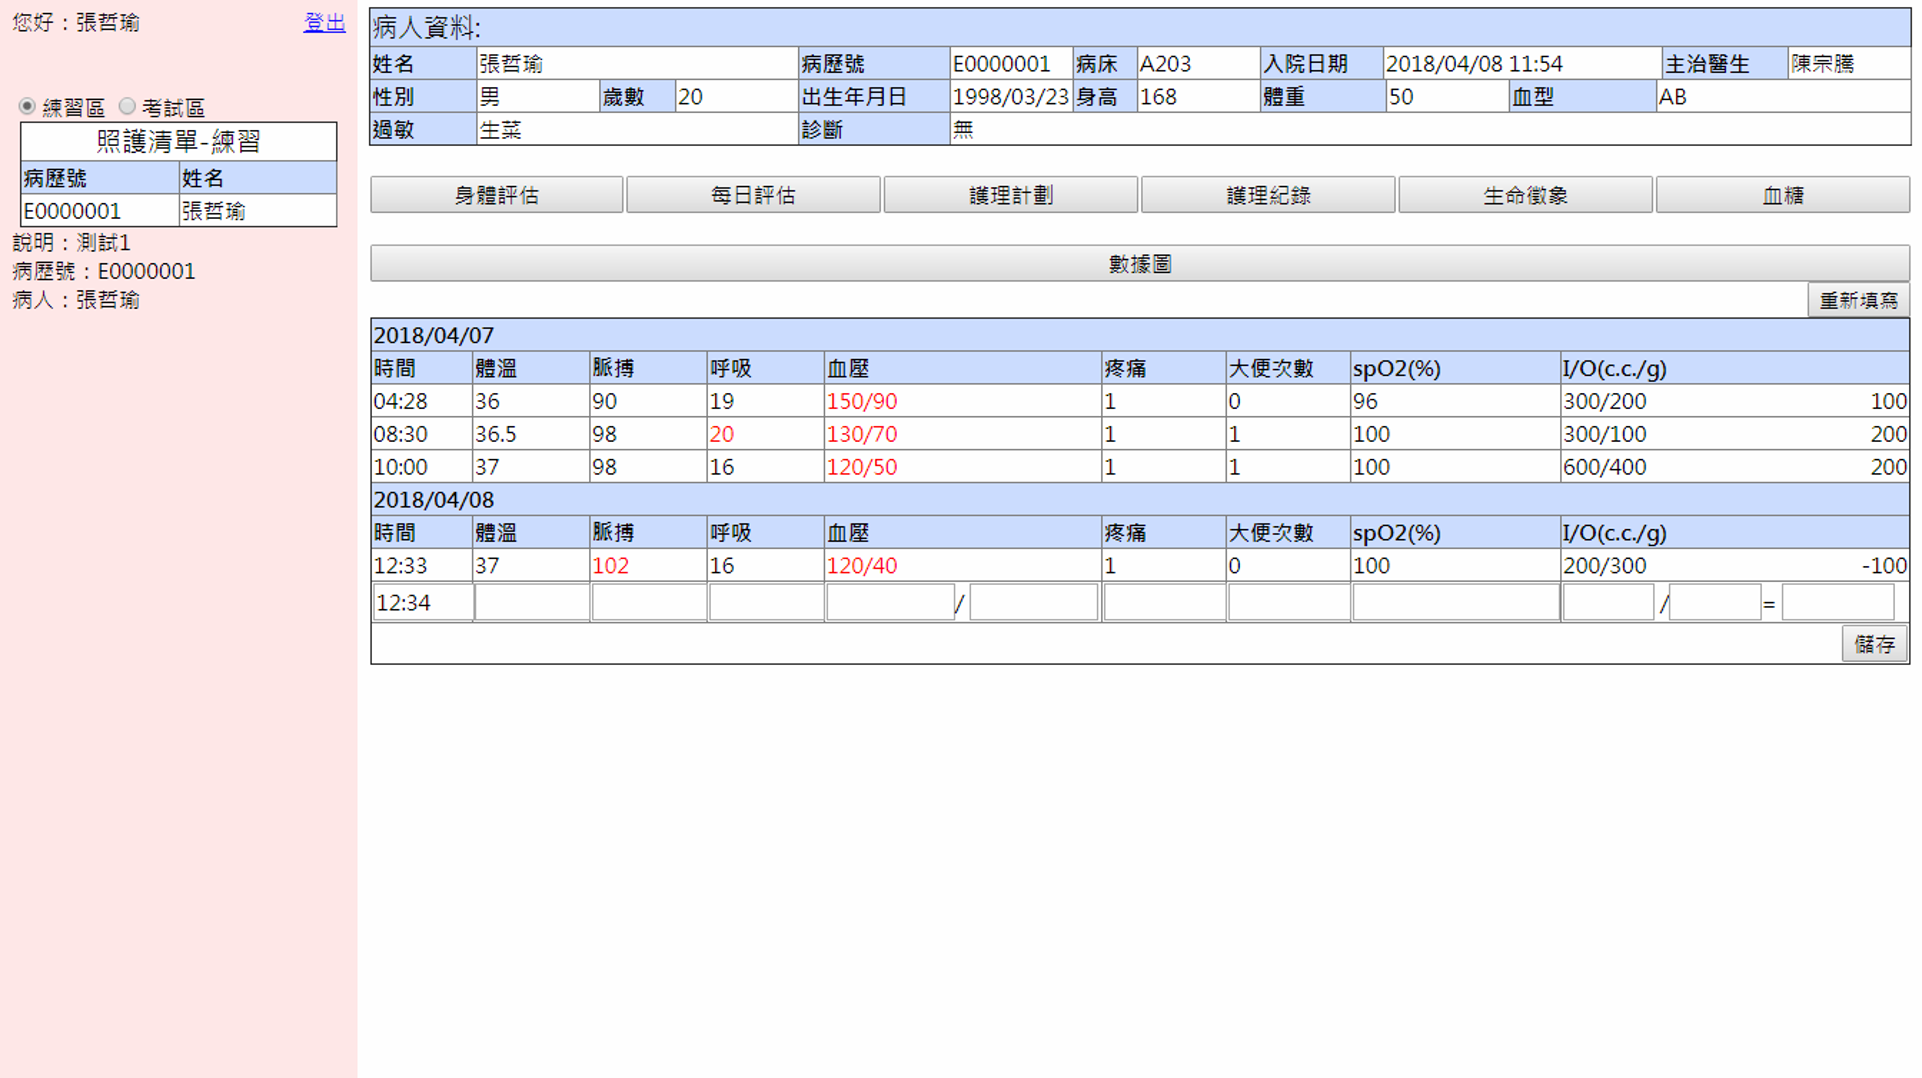 您好：張哲瑜 登出
練習區 考試區
照護清單-練習
病歷號 姓名
E0000001 張哲瑜
說明：測試1
病歷號：E0000001
病人：張哲瑜
病人資料:
姓名 張哲瑜 病歷號 E0000001 病床 A203 入院日期 2018/04/08 11:54 主治醫生 陳宗騰
性別 男 歲數 20 出生年月日 1998/03/23 身高 168 體重 50 血型 AB
過敏 生菜 診斷 無
身體評估 每日評估 護理計劃 護理紀錄 生命徵象 血糖
數據圖
重新填寫
2018/04/07
時間 體溫 脈搏 呼吸 血壓 疼痛 大便次數 spO2(%) I/O(c.c./g)
04:28 36 90 19 150/90 1 0 96 300/200 100
08:30 36.5 98 20 130/70 1 1 100 300/100 200
10:00 37 98 16 120/50 1 1 100 600/400 200
2018/04/08
時間 體溫 脈搏 呼吸 血壓 疼痛 大便次數 spO2(%) I/O(c.c./g)
12:33 37 102 16 120/40 1 0 100 200/300 -100
12:34 / / =
儲存